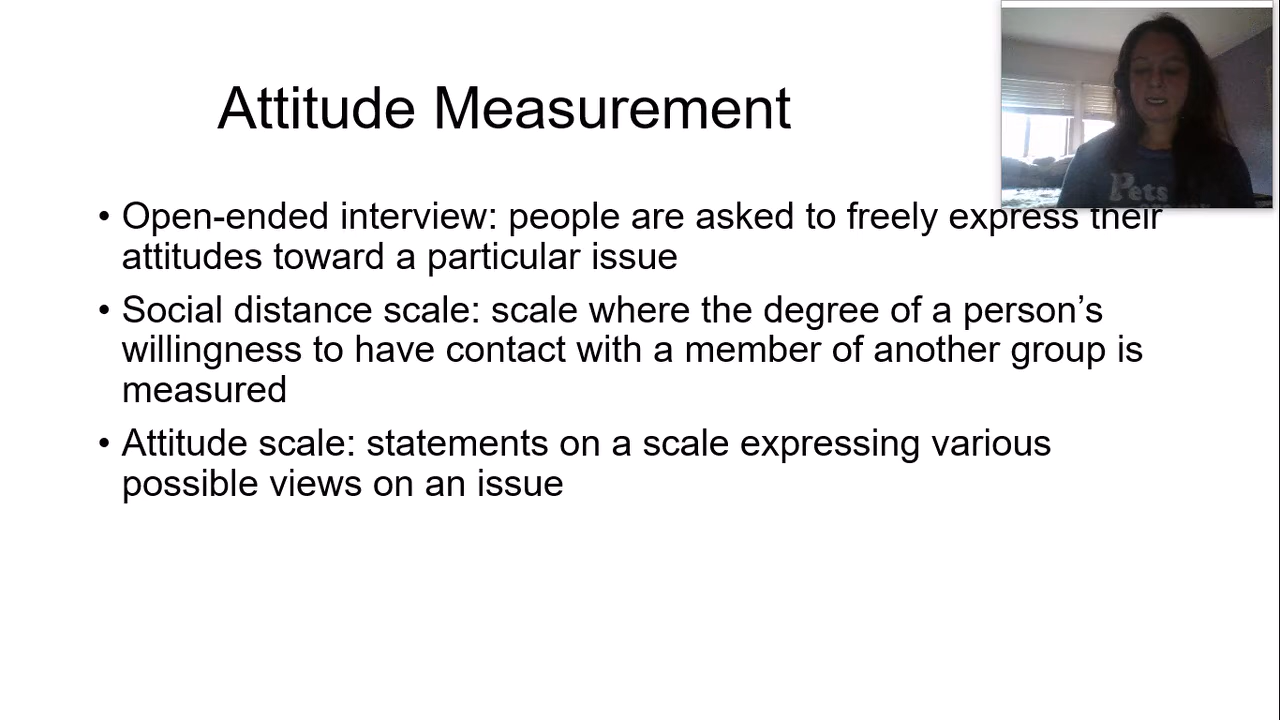 Attitude Measurement
• Open-ended interview: people are asked to freely express their
attitudes toward a particular issue
• Social distance scale: scale where the degree of a person’s
willingness to have contact with a member of another group is
measured
• Attitude scale: statements on a scale expressing various
possible views on an issue
Pets